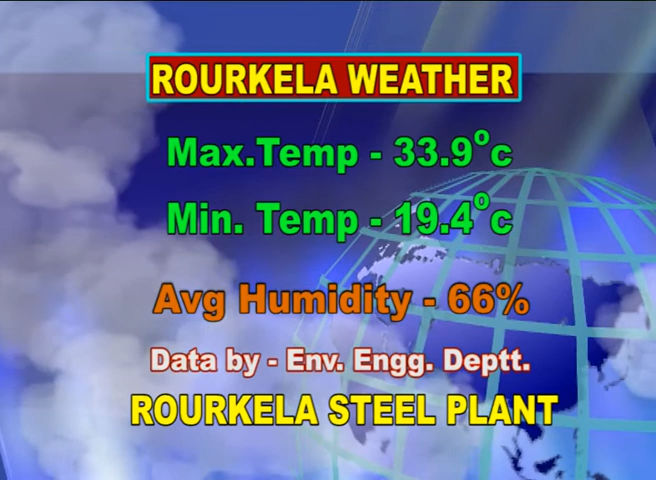 ROURKELA WEATHER
Max.Temp - 33.9°c
Min. Temp - 19.4°c
Avg Humidity - 66%
Data by - Env. Engg. Deptt.
ROURKELA STEEL PLANT